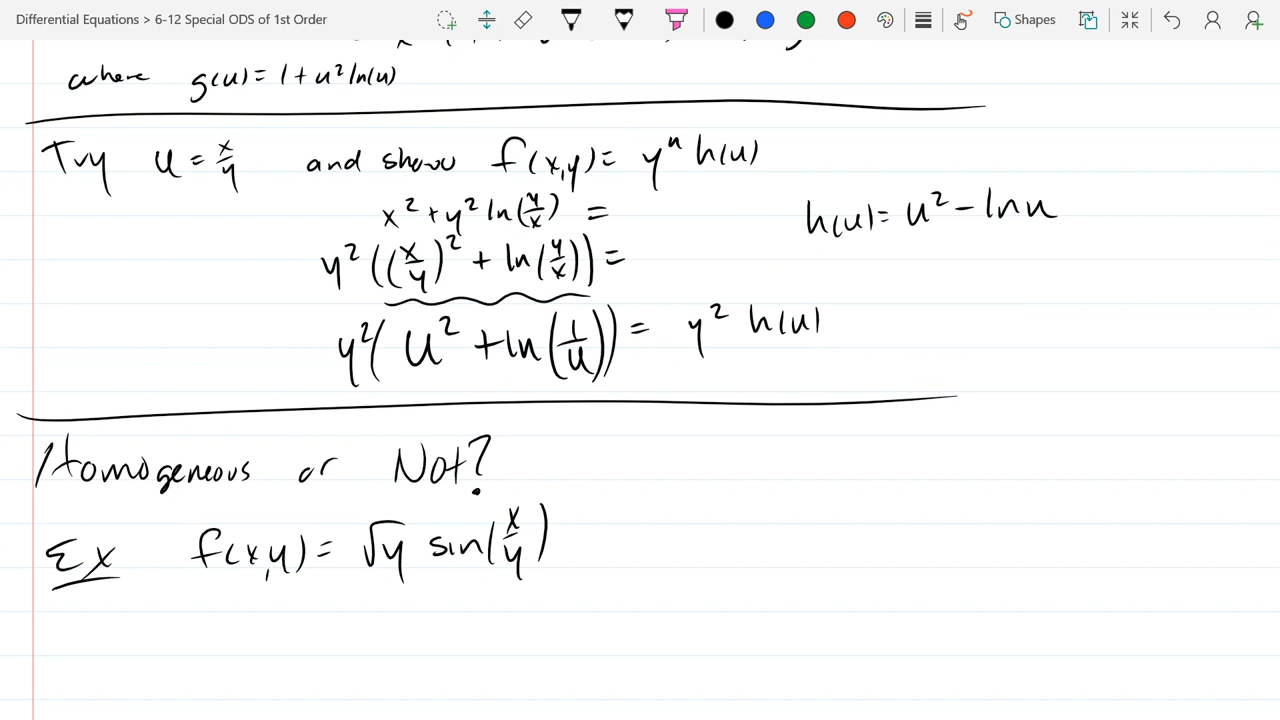 Differential Equations > 6-12 Special ODS of 1st Order
Shapes
where g(u) = 1 + u² ln(u)
Try u = x/y and show f(x,y) = yⁿ h(u)
x² + y² ln(y/x) =
h(u) = u² - ln u
y²((x/y)² + ln(y/x)) =
y²(u² + ln(1/u)) = y² h(u)
Homogeneous or Not?
Ex f(x,y) = √y sin(x/y)